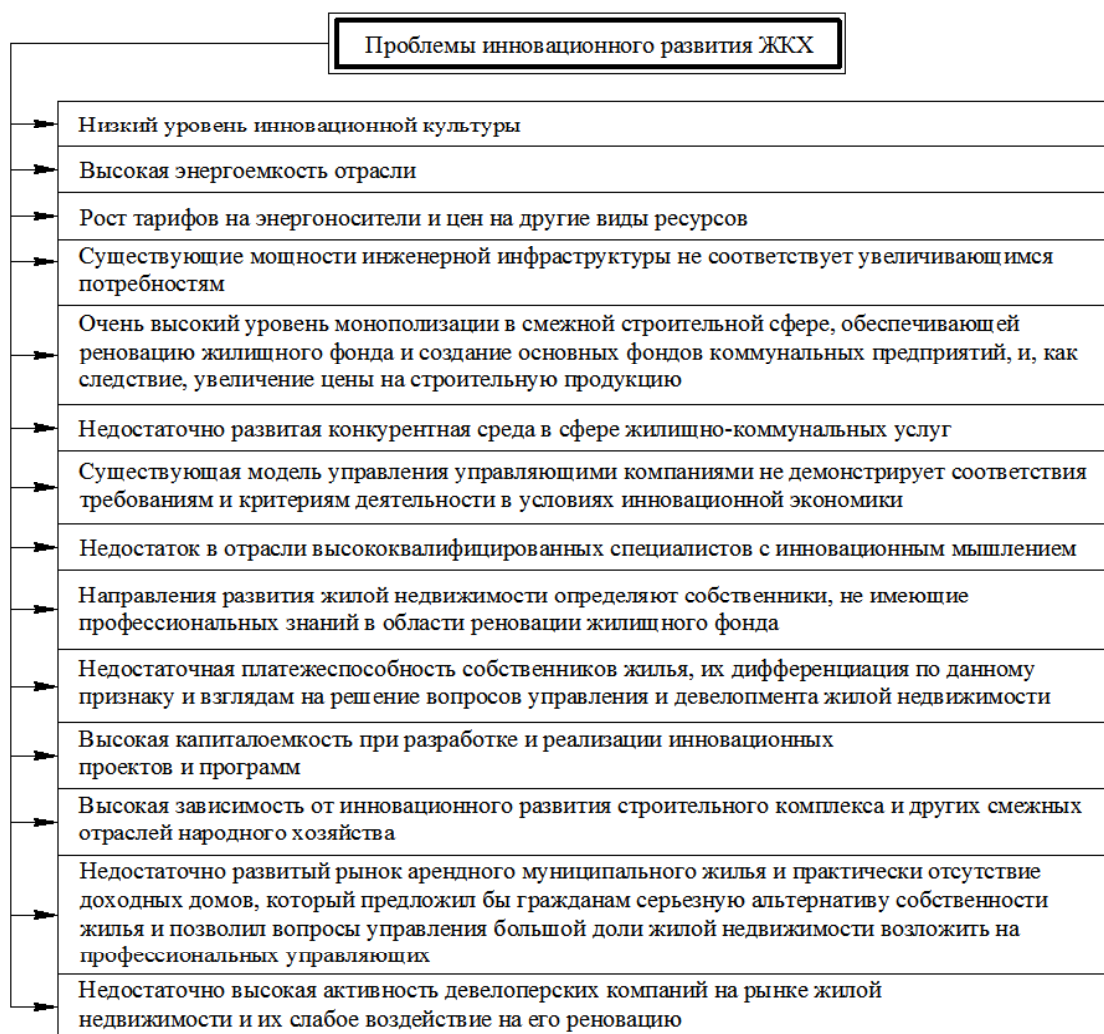 Проблемы инновационного развития ЖКХ
Низкий уровень инновационной культуры
Высокая энергоемкость отрасли
Рост тарифов на энергоносители и цен на другие виды ресурсов
Существующие мощности инженерной инфраструктуры не соответствует увеличивающимся
потребностям
Очень высокий уровень монополизации в смежной строительной сфере, обеспечивающей
реновацию жилищного фонда и создание основных фондов коммунальных предприятий, и, как
следствие, увеличение цены на строительную продукцию
Недостаточно развитая конкурентная среда в сфере жилищно-коммунальных услуг
Существующая модель управления управляющими компаниями не демонстрирует соответствия
требованиям и критериям деятельности в условиях инновационной экономики
Недостаток в отрасли высококвалифицированных специалистов с инновационным мышлением
Направления развития жилой недвижимости определяют собственники, не имеющие
профессиональных знаний в области реновации жилищного фонда
Недостаточная платежеспособность собственников жилья, их дифференциация по данному
признаку и взглядам на решение вопросов управления и девелопмента жилой недвижимости
Высокая капиталоемкость при разработке и реализации инновационных
проектов и программ
Высокая зависимость от инновационного развития строительного комплекса и других смежных
отраслей народного хозяйства
Недостаточно развитый рынок арендного муниципального жилья и практически отсутствие
доходных домов, который предложил бы гражданам серьезную альтернативу собственности
жилья и позволил вопросы управления большой доли жилой недвижимости возложить на
профессиональных управляющих
Недостаточно высокая активность девелоперских компаний на рынке жилой
недвижимости и их слабое воздействие на его реновацию